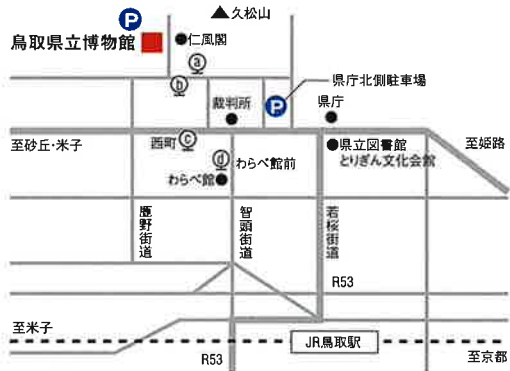 P
▲久松山
鳥取県立博物館
●仁風閣
a
b
県庁北側駐車場
裁判所
P
県庁
至砂丘・米子
西町
c
●県立図書館
とりぎん文化会館
至姫路
d
わらべ館前
わらべ館●
鹿野街道
智頭街道
若桜街道
R53
至米子
JR鳥取駅
R53
至京都